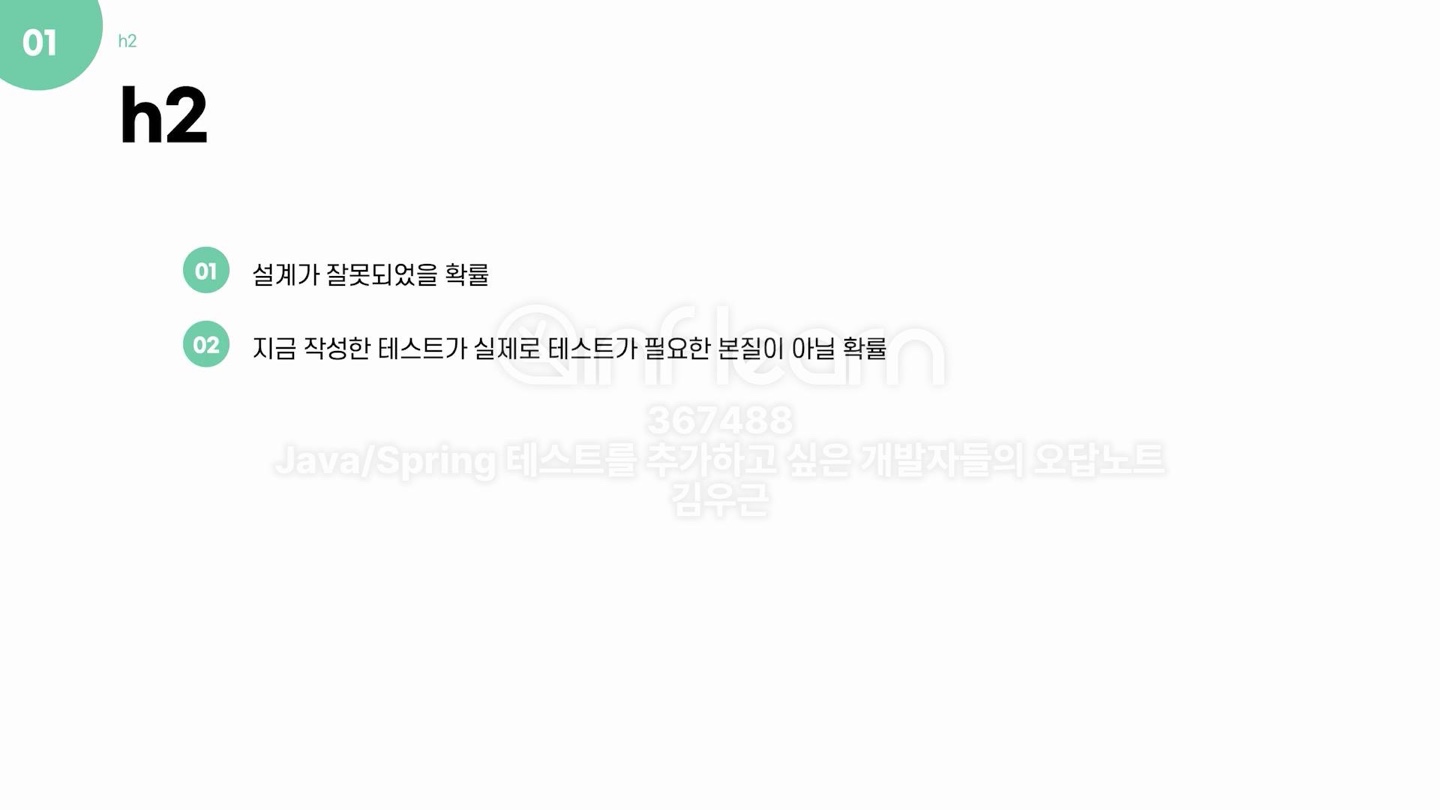 01
h2
h2
01 설계가 잘못되었을 확률
02 지금 작성한 테스트가 실제로 테스트가 필요한 본질이 아닐 확률
inflearn
367488
Java/Spring 테스트를 추가하고 싶은 개발자들의 오답노트
김우근